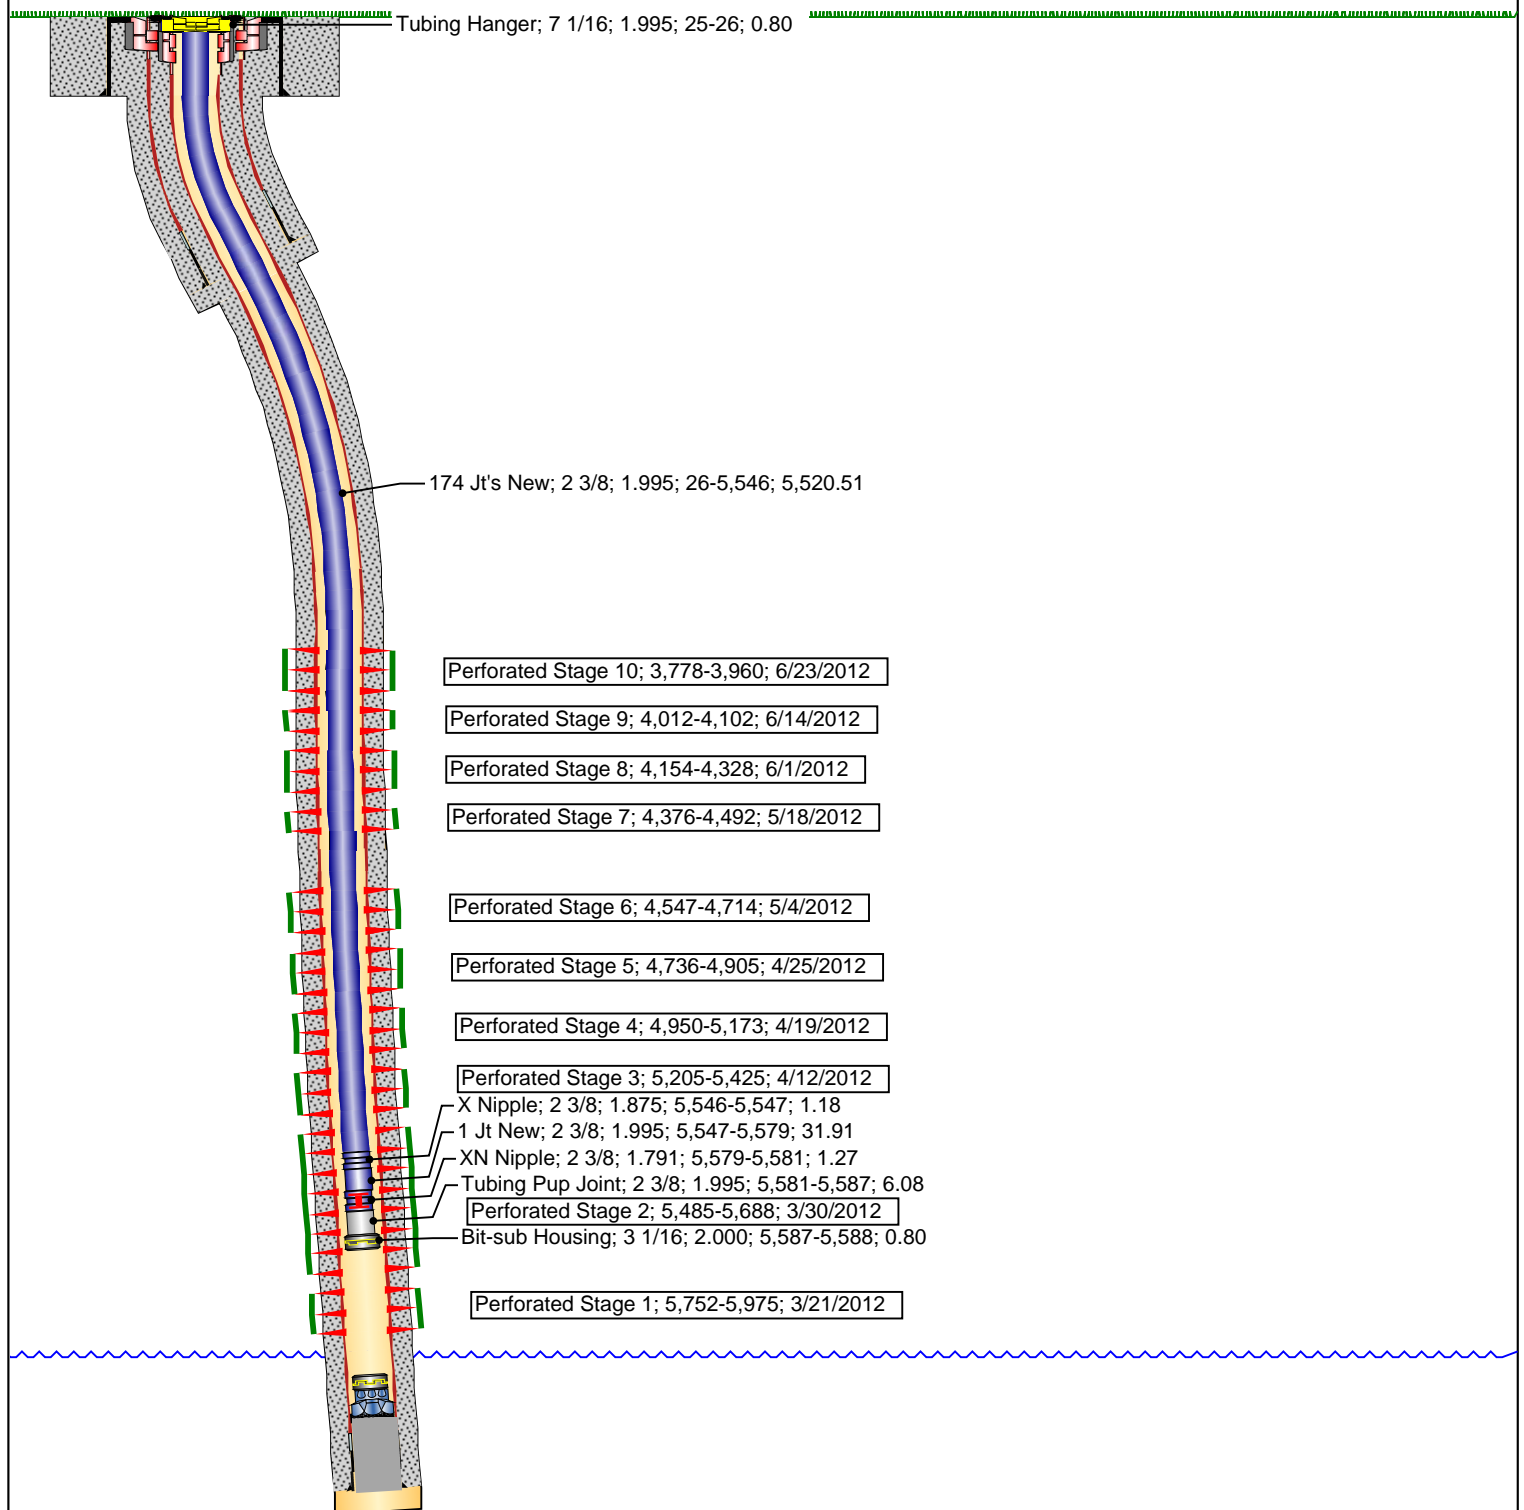 Tubing Hanger; 7 1/16; 1.995; 25-26; 0.80
174 Jt's New; 2 3/8; 1.995; 26-5,546; 5,520.51
Perforated Stage 10; 3,778-3,960; 6/23/2012
Perforated Stage 9; 4,012-4,102; 6/14/2012
Perforated Stage 8; 4,154-4,328; 6/1/2012
Perforated Stage 7; 4,376-4,492; 5/18/2012
Perforated Stage 6; 4,547-4,714; 5/4/2012
Perforated Stage 5; 4,736-4,905; 4/25/2012
Perforated Stage 4; 4,950-5,173; 4/19/2012
Perforated Stage 3; 5,205-5,425; 4/12/2012
X Nipple; 2 3/8; 1.875; 5,546-5,547; 1.18
1 Jt New; 2 3/8; 1.995; 5,547-5,579; 31.91
XN Nipple; 2 3/8; 1.791; 5,579-5,581; 1.27
Tubing Pup Joint; 2 3/8; 1.995; 5,581-5,587; 6.08
Perforated Stage 2; 5,485-5,688; 3/30/2012
Bit-sub Housing; 3 1/16; 2.000; 5,587-5,588; 0.80
Perforated Stage 1; 5,752-5,975; 3/21/2012